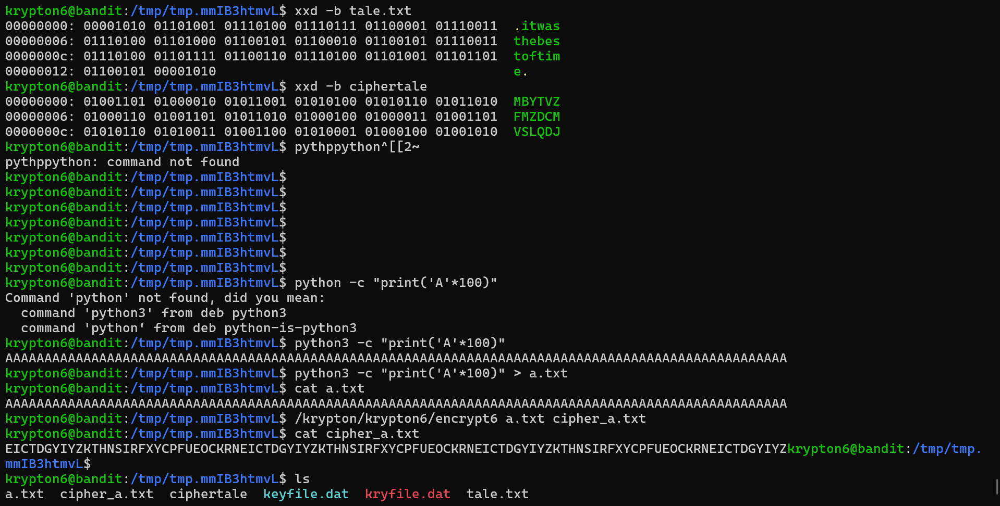 krypton6@bandit:/tmp/tmp.mmIB3htmvL$ xxd -b tale.txt
00000000: 00001010 01101001 01110100 01110111 01100001 01110011  .itwas
00000006: 01110100 01101000 01100101 01100010 01100101 01110011  thebes
0000000c: 01110100 01101111 01100110 01110100 01101001 01101101  toftim
00000012: 01100101 00001010                                      e.
krypton6@bandit:/tmp/tmp.mmIB3htmvL$ xxd -b ciphertale
00000000: 01001101 01000010 01011001 01010100 01010110 01011010  MBYTVZ
00000006: 01000110 01001101 01011010 01000100 01000011 01001101  FMZDCM
0000000c: 01010110 01010011 01001100 01010001 01000100 01001010  VSLQDJ
krypton6@bandit:/tmp/tmp.mmIB3htmvL$ pythppython^[[2~
pythppython: command not found
krypton6@bandit:/tmp/tmp.mmIB3htmvL$
krypton6@bandit:/tmp/tmp.mmIB3htmvL$
krypton6@bandit:/tmp/tmp.mmIB3htmvL$
krypton6@bandit:/tmp/tmp.mmIB3htmvL$
krypton6@bandit:/tmp/tmp.mmIB3htmvL$
krypton6@bandit:/tmp/tmp.mmIB3htmvL$
krypton6@bandit:/tmp/tmp.mmIB3htmvL$
krypton6@bandit:/tmp/tmp.mmIB3htmvL$ python -c "print('A'*100)"
Command 'python' not found, did you mean:
  command 'python3' from deb python3
  command 'python' from deb python-is-python3
krypton6@bandit:/tmp/tmp.mmIB3htmvL$ python3 -c "print('A'*100)"
AAAAAAAAAAAAAAAAAAAAAAAAAAAAAAAAAAAAAAAAAAAAAAAAAAAAAAAAAAAAAAAAAAAAAAAAAAAAAAAAAAAAAAAAAAAAAAAAAAAA
krypton6@bandit:/tmp/tmp.mmIB3htmvL$ python3 -c "print('A'*100)" > a.txt
krypton6@bandit:/tmp/tmp.mmIB3htmvL$ cat a.txt
AAAAAAAAAAAAAAAAAAAAAAAAAAAAAAAAAAAAAAAAAAAAAAAAAAAAAAAAAAAAAAAAAAAAAAAAAAAAAAAAAAAAAAAAAAAAAAAAAAAA
krypton6@bandit:/tmp/tmp.mmIB3htmvL$ /krypton/krypton6/encrypt6 a.txt cipher_a.txt
krypton6@bandit:/tmp/tmp.mmIB3htmvL$ cat cipher_a.txt
EICTDGYIYZKTHNSIRFXYCPFUEOCKRNEICTDGYIYZKTHNSIRFXYCPFUEOCKRNEICTDGYIYZKTHNSIRFXYCPFUEOCKRNEICTDGYIYZkrypton6@bandit:/tmp/tmp.
mmIB3htmvL$
krypton6@bandit:/tmp/tmp.mmIB3htmvL$ ls
a.txt  cipher_a.txt  ciphertale  keyfile.dat  kryfile.dat  tale.txt